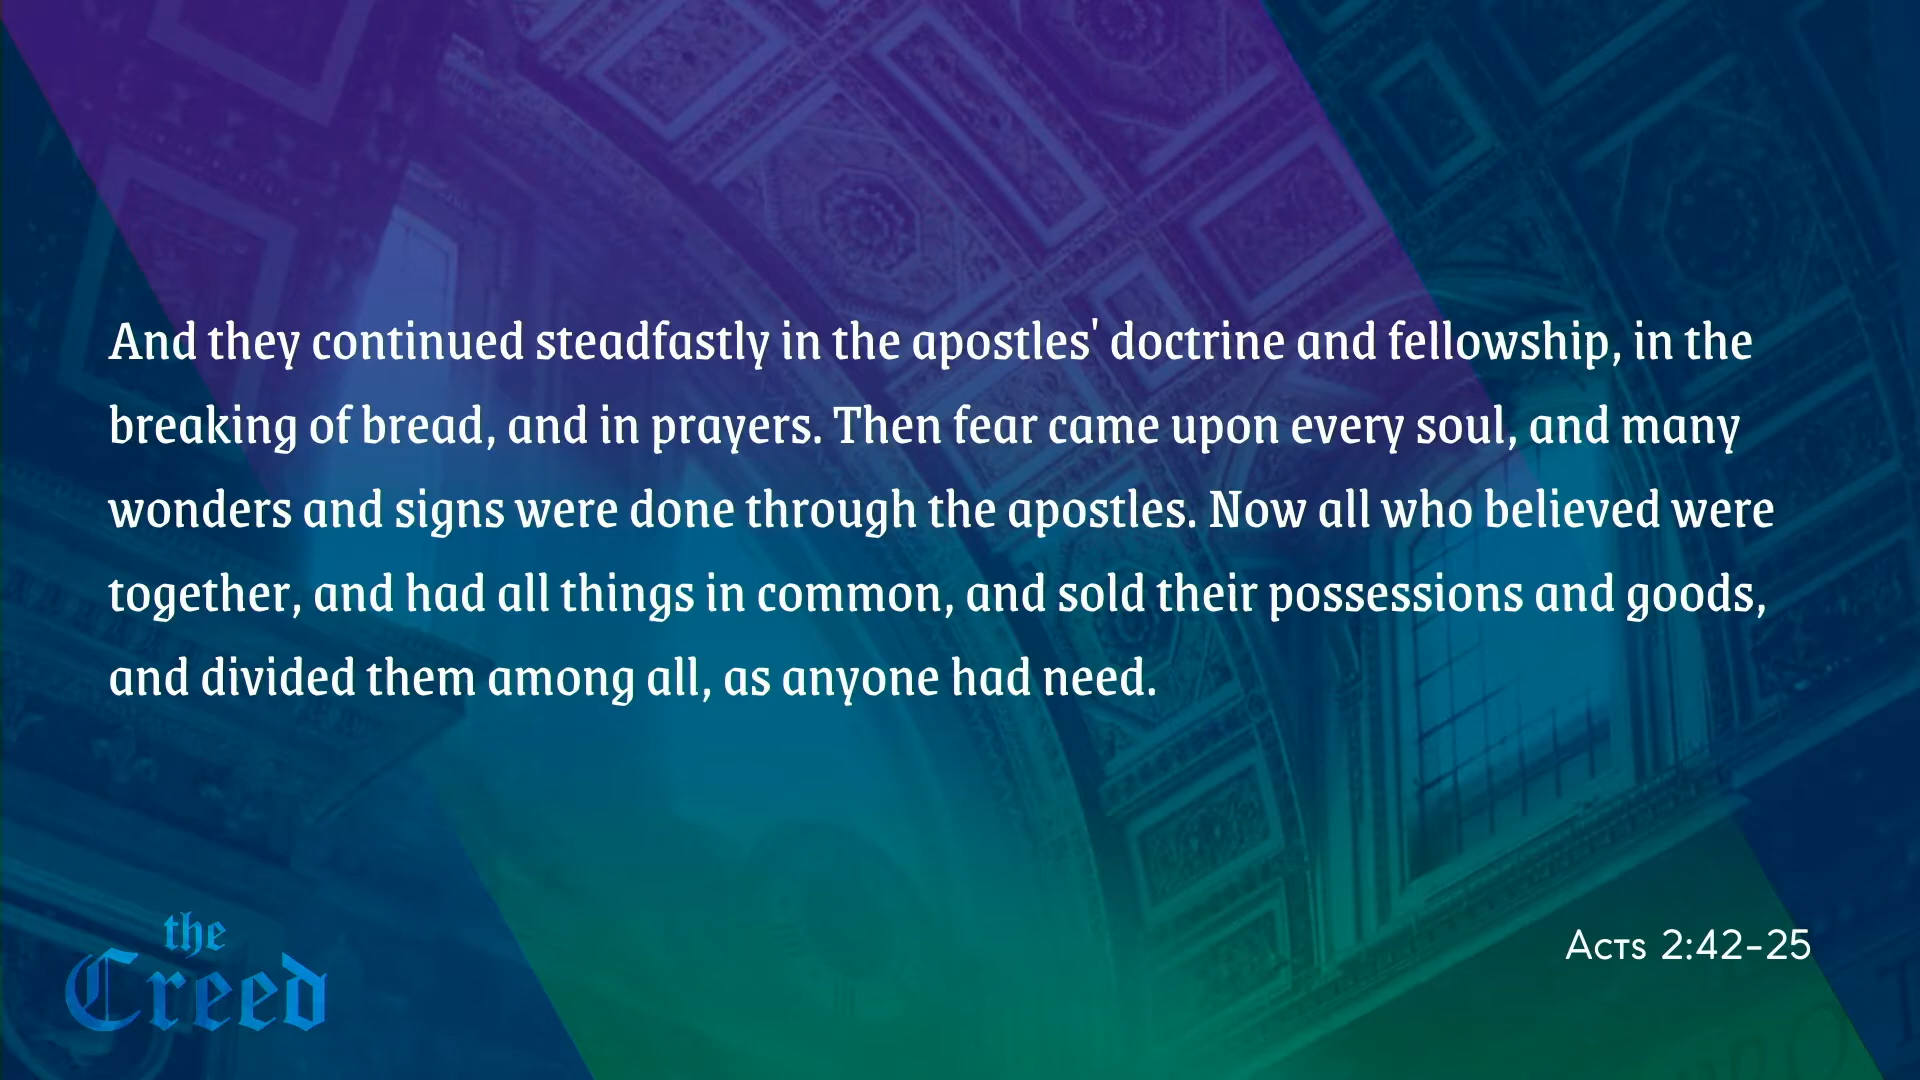 And they continued steadfastly in the apostles' doctrine and fellowship, in the
breaking of bread, and in prayers. Then fear came upon every soul, and many
wonders and signs were done through the apostles. Now all who believed were
together, and had all things in common, and sold their possessions and goods,
and divided them among all, as anyone had need.
the
Creed
Acts 2:42-25